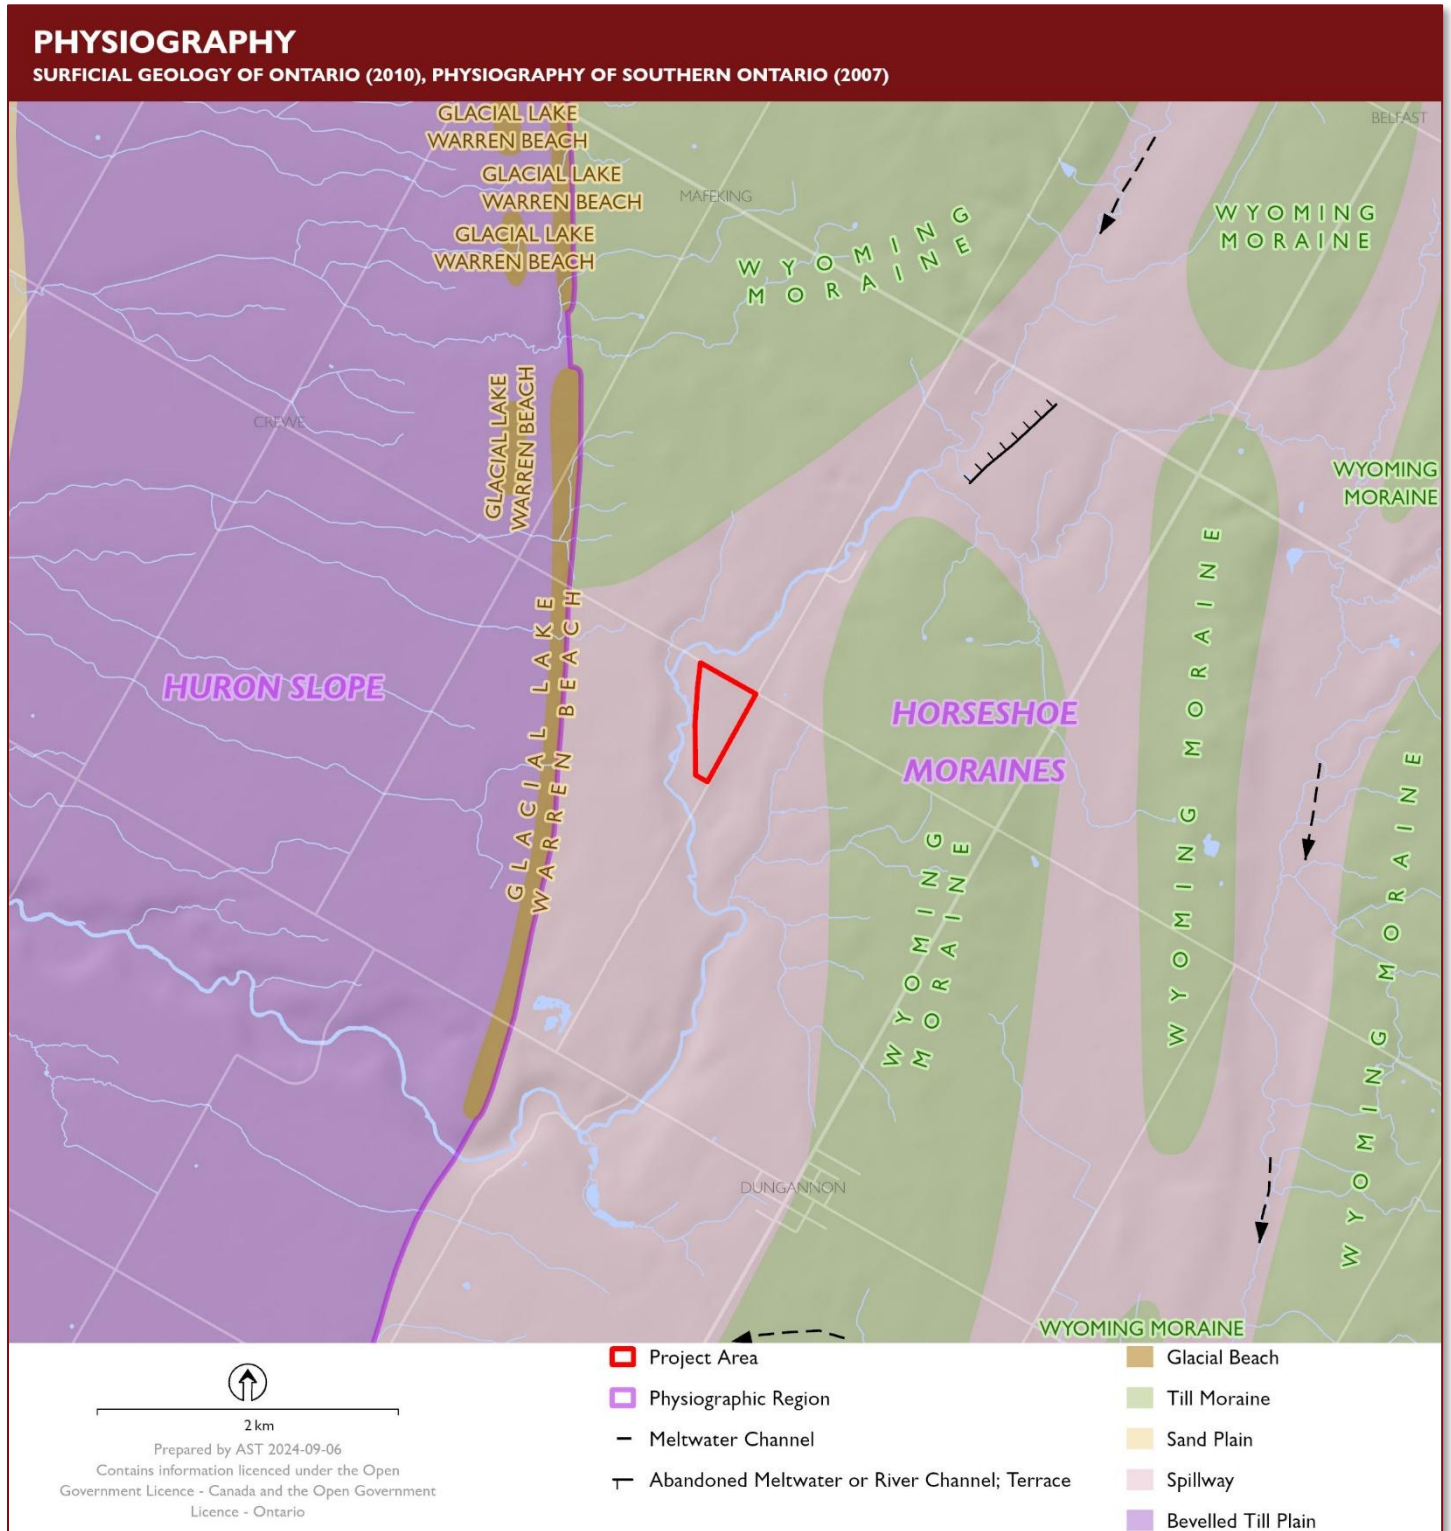 PHYSIOGRAPHY
SURFICIAL GEOLOGY OF ONTARIO (2010), PHYSIOGRAPHY OF SOUTHERN ONTARIO (2007)
GLACIAL LAKE
WARREN BEACH
GLACIAL LAKE
WARREN BEACH
GLACIAL LAKE
WARREN BEACH
BELFAST
MAFEKING
WYOMING
MORAINE
WYOMING
MORAINE
CREWE
GLACIAL LAKE
WARREN BEACH
WYOMING
MORAINE
GLACIAL LAKE
WARREN BEACH
HURON SLOPE
HORSESHOE
MORAINES
WYOMING
MORAINE
WYOMING MORAINE
WYOMING MORAINE
DUNGANNON
WYOMING MORAINE
2 km
Prepared by AST 2024-09-06
Contains information licenced under the Open
Government Licence - Canada and the Open Government
Licence - Ontario
Project Area
Physiographic Region
Meltwater Channel
Abandoned Meltwater or River Channel; Terrace
Glacial Beach
Till Moraine
Sand Plain
Spillway
Bevelled Till Plain